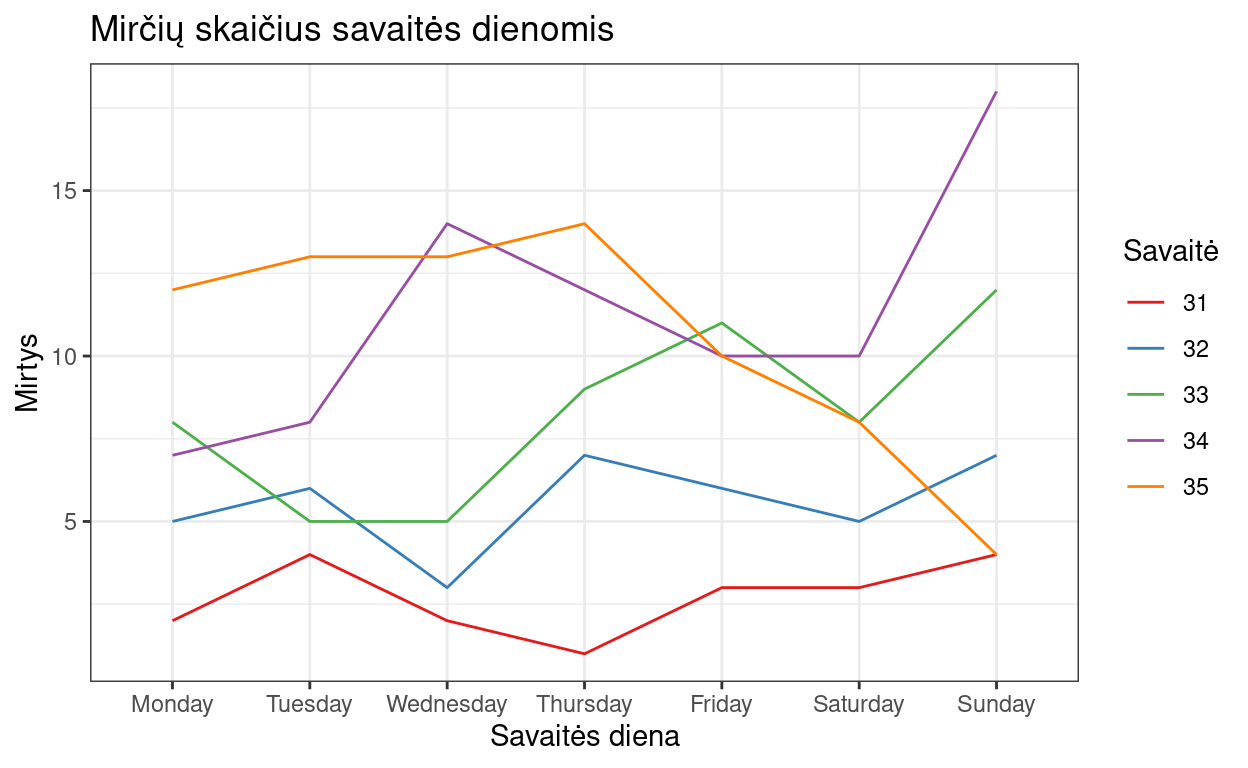 Mirčių skaičius savaitės dienomis
Mirtys
15
10
5
Monday Tuesday Wednesday Thursday Friday Saturday Sunday
Savaitės diena
Savaitė
31
32
33
34
35